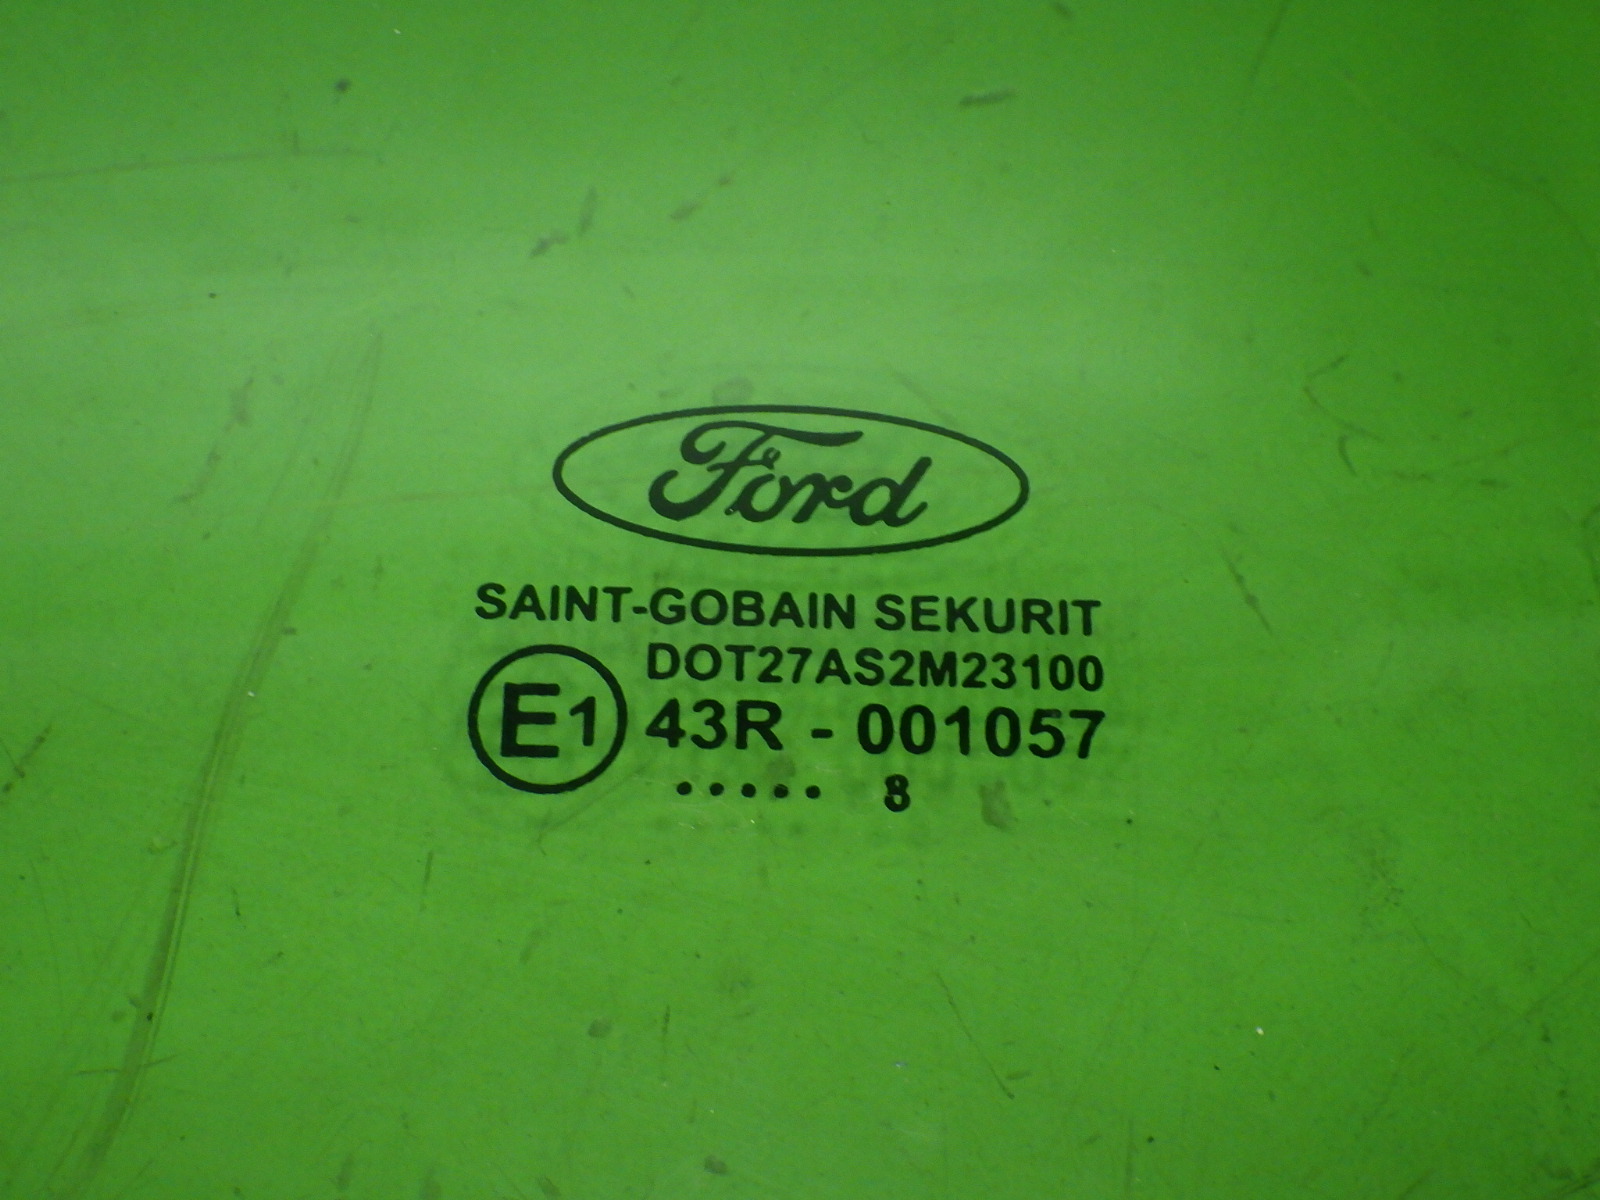 Ford
SAINT-GOBAIN SEKURIT
DOT27AS2M23100
E1 43R - 001057
..... 8